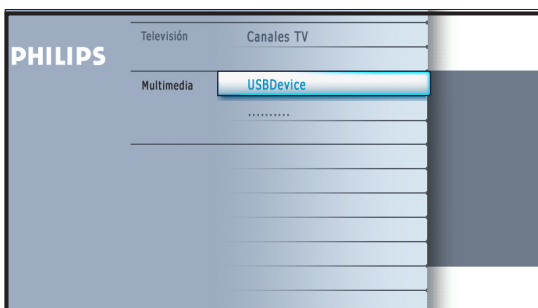 PHILIPS
Televisión Canales TV
Multimedia USBDevice
..........